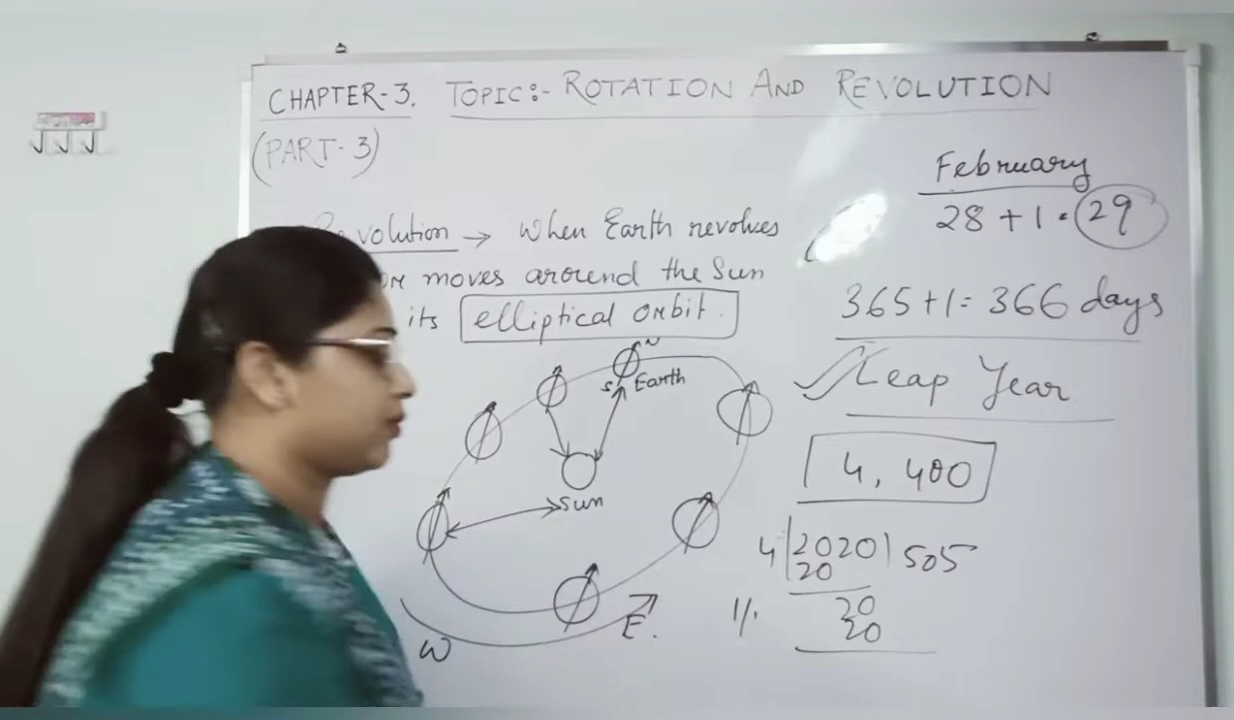 CHAPTER-3. TOPIC:- ROTATION AND REVOLUTION
(PART-3)
Revolution → When Earth revolves
or moves around the Sun
its elliptical orbit.
N
S Earth
Sun
W
E.
February
28 + 1 = 29
365+1= 366 days
✓ Leap Year
4, 400
4 | 2020 | 505
20
20
20